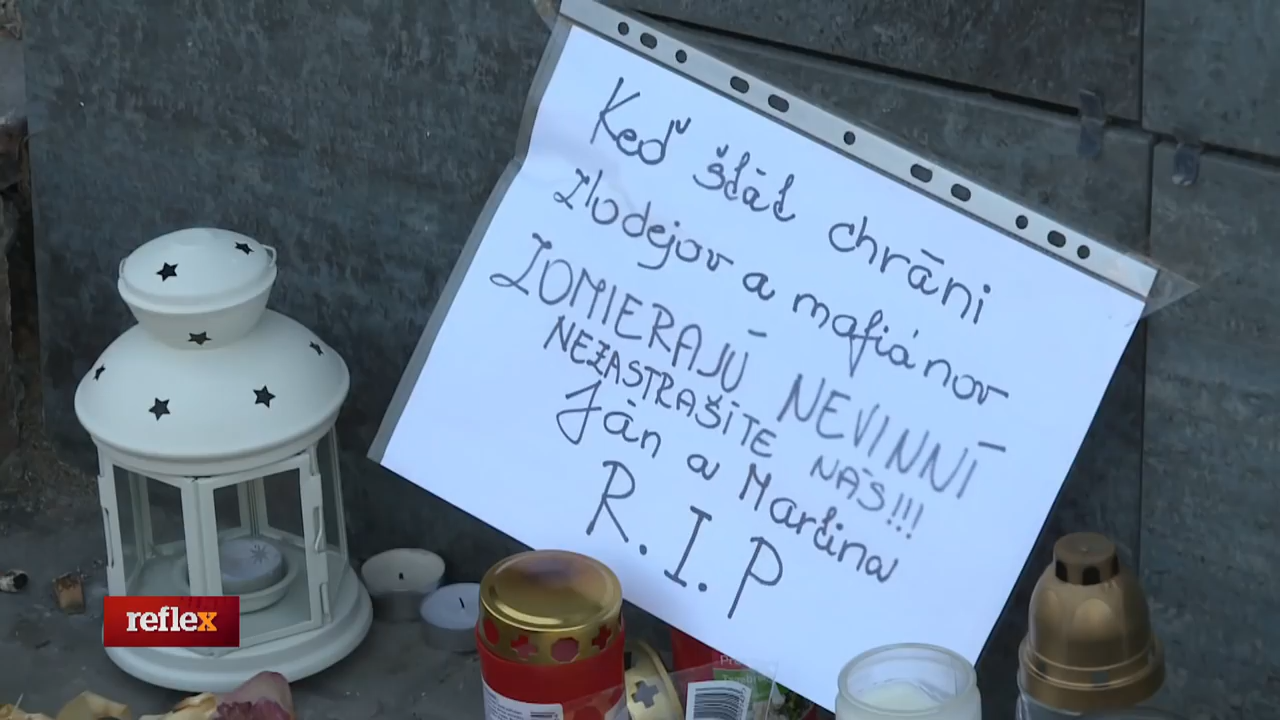 Keď štát chráni
zlodejov a mafiánov
ZOMIERAJÚ NEVINNÍ
NEZASTRAŠÍTE NÁS!!!
Ján a Martina
R.I.P
reflex